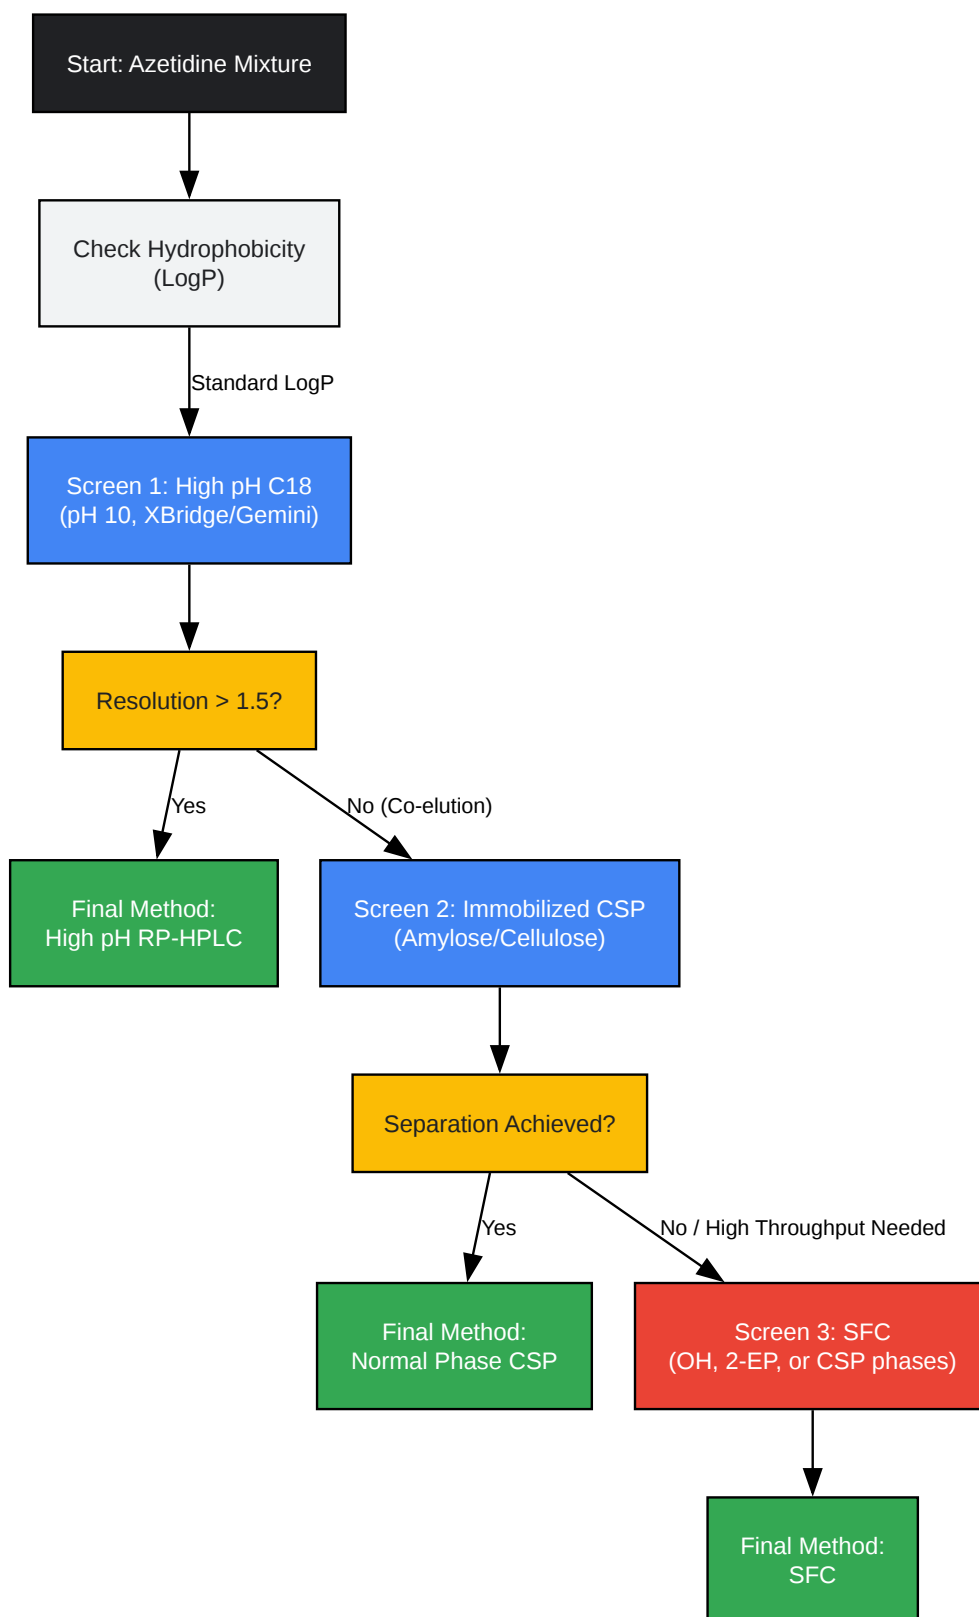 Start: Azetidine Mixture
Check Hydrophobicity
(LogP)
Standard LogP
Screen 1: High pH C18
(pH 10, XBridge/Gemini)
Resolution > 1.5?
Yes
No (Co-elution)
Final Method:
High pH RP-HPLC
Screen 2: Immobilized CSP
(Amylose/Cellulose)
Separation Achieved?
Yes
No / High Throughput Needed
Final Method:
Normal Phase CSP
Screen 3: SFC
(OH, 2-EP, or CSP phases)
Final Method:
SFC